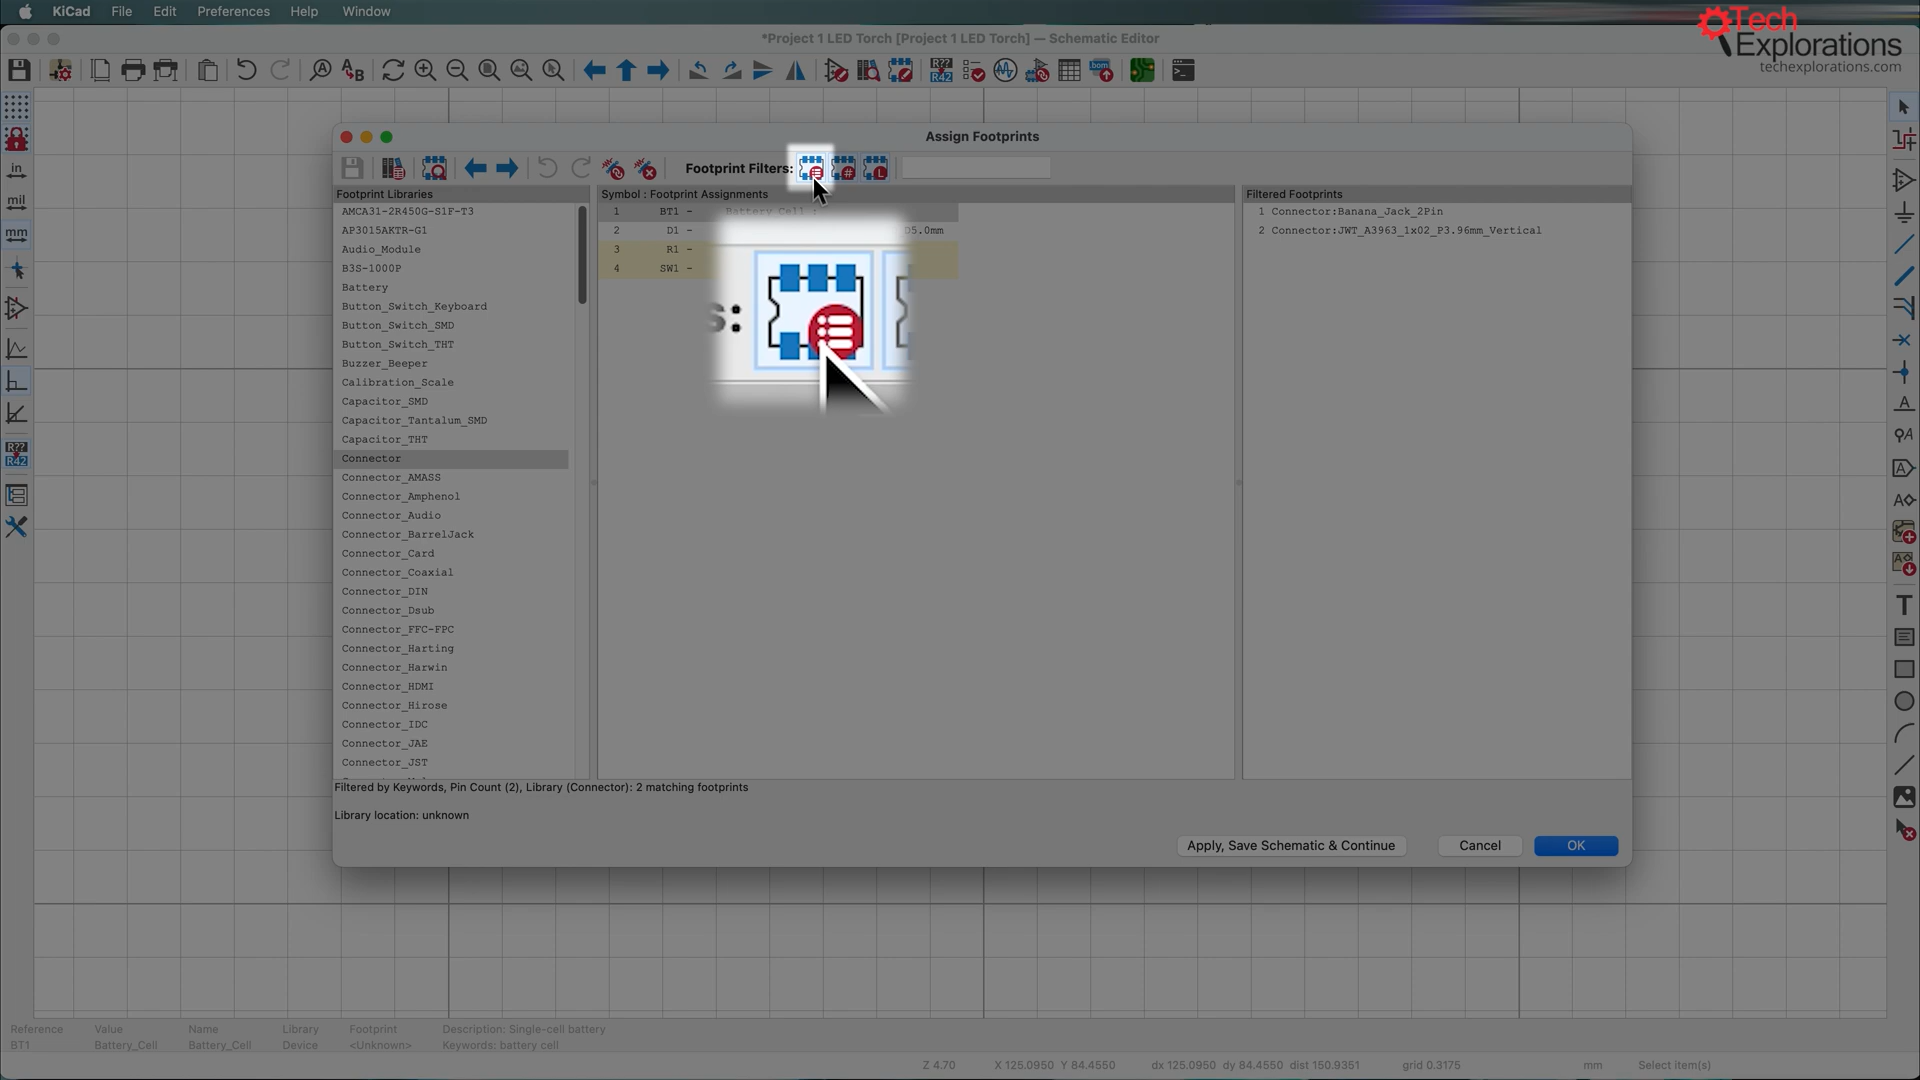 KiCad File Edit Preferences Help Window
Tech
Explorations
techexplorations.com
*Project 1 LED Torch [Project 1 LED Torch] — Schematic Editor
Assign Footprints
Footprint Filters:
Footprint Libraries
Symbol : Footprint Assignments
Filtered Footprints
AMCA31-2R450G-S1F-T3
AP3015AKTR-G1
Audio_Module
B3S-1000P
Battery
Button_Switch_Keyboard
Button_Switch_SMD
Button_Switch_THT
Buzzer_Beeper
Calibration_Scale
Capacitor_SMD
Capacitor_Tantalum_SMD
Capacitor_THT
Connector
Connector_AMASS
Connector_Amphenol
Connector_Audio
Connector_BarrelJack
Connector_Card
Connector_Coaxial
Connector_DIN
Connector_Dsub
Connector_FFC-FPC
Connector_Harting
Connector_Harwin
Connector_HDMI
Connector_Hirose
Connector_IDC
Connector_JAE
Connector_JST
1 BT1 - Battery_Cell :
2 D1 - D5.0mm
3 R1 -
4 SW1 -
s:
1 Connector:Banana_Jack_2Pin
2 Connector:JWT_A3963_1x02_P3.96mm_Vertical
Filtered by Keywords, Pin Count (2), Library (Connector): 2 matching footprints
Library location: unknown
Apply, Save Schematic & Continue
Cancel
OK
in
mil
mm
R??
R42
R??
R42
bom
Reference Value Name Library Footprint Description: Single-cell battery
BT1 Battery_Cell Battery_Cell Device <Unknown> Keywords: battery cell
Z 4.70 X 125.0950 Y 84.4550 dx 125.0950 dy 84.4550 dist 150.9351 grid 0.3175 mm Select item(s)